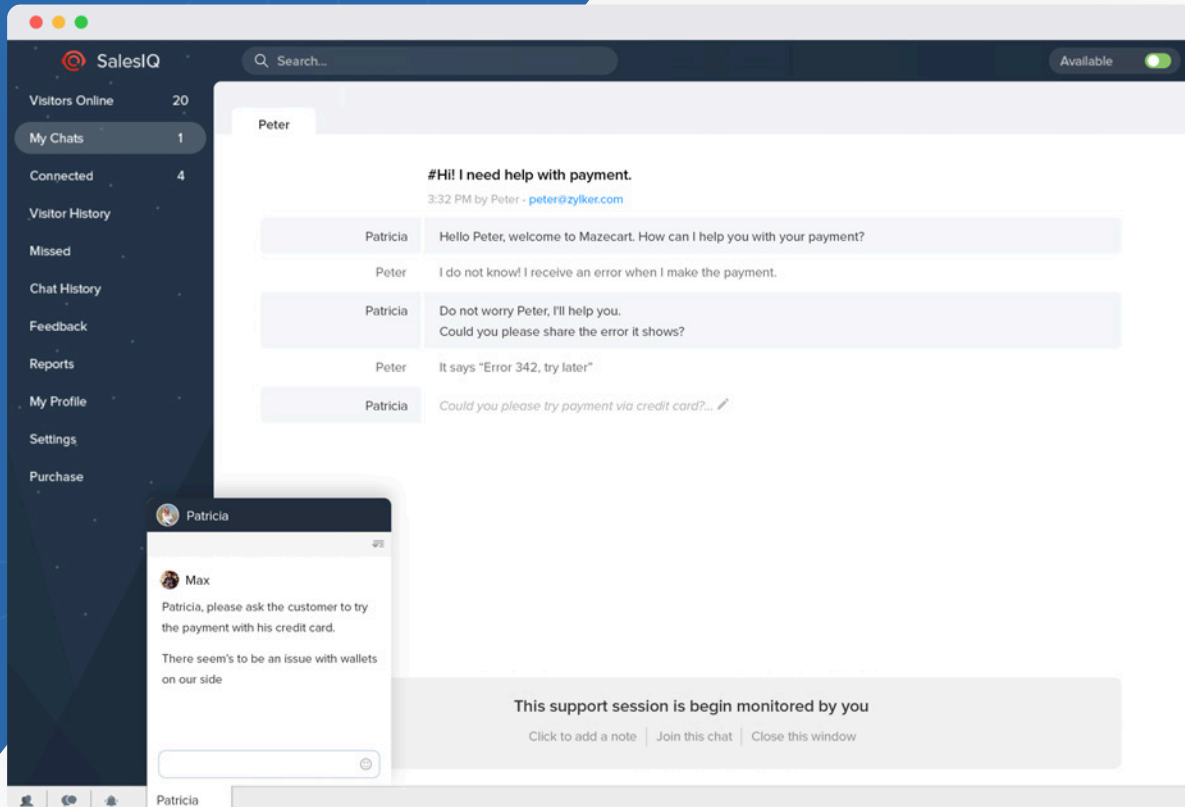 SalesIQ
Search...
Available
Visitors Online 20
My Chats 1
Connected 4
Visitor History
Missed
Chat History
Feedback
Reports
My Profile
Settings
Purchase
Peter
#Hi! I need help with payment.
3:32 PM by Peter - peter@zylker.com
Patricia Hello Peter, welcome to Mazecart. How can I help you with your payment?
Peter I do not know! I receive an error when I make the payment.
Patricia Do not worry Peter, I'll help you.
Could you please share the error it shows?
Peter It says “Error 342, try later”
Patricia Could you please try payment via credit card?...
Patricia
Max
Patricia, please ask the customer to try
the payment with his credit card.
There seem's to be an issue with wallets
on our side
This support session is begin monitored by you
Click to add a note | Join this chat | Close this window
Patricia